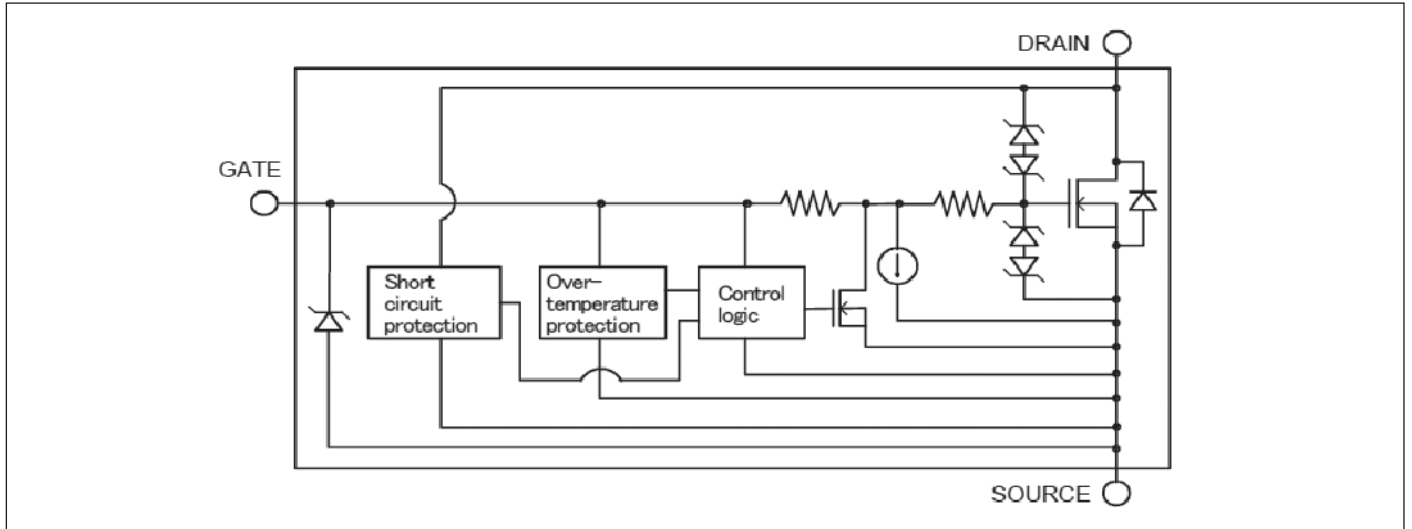 DRAIN
GATE
Short
circuit
protection
Over-
temperature
protection
Control
logic
SOURCE